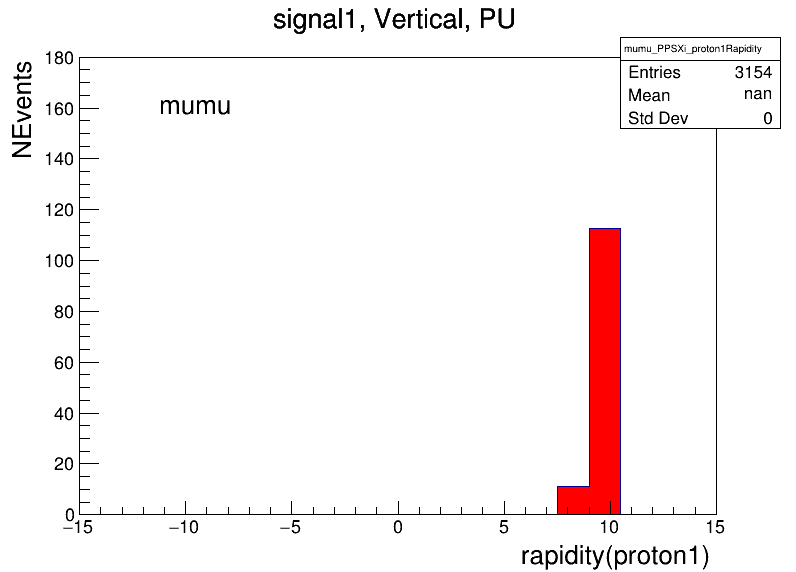 signal1, Vertical, PU
mumu_PPSXi_proton1Rapidity
Entries 3154
Mean nan
Std Dev 0
NEvents
mumu
180
160
140
120
100
80
60
40
20
0
−15 −10 −5 0 5 10 15
rapidity(proton1)